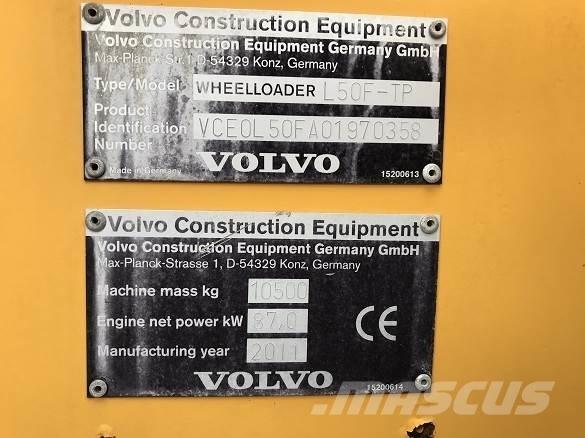 Volvo Construction Equipment
Volvo Construction Equipment Germany GmbH
Max-Planck-Str.1 D-54329 Konz, Germany
Type/Model WHEELLOADER L50F-TP
Product
Identification VCE0L50FA01970358
Number
VOLVO
Made in Germany
15200613
Volvo Construction Equipment
Volvo Construction Equipment Germany GmbH
Max-Planck-Strasse 1, D-54329 Konz, Germany
Machine mass kg 10500
Engine net power kW 87,0
Manufacturing year 2011
CE
VOLVO
15200614
MASCUS